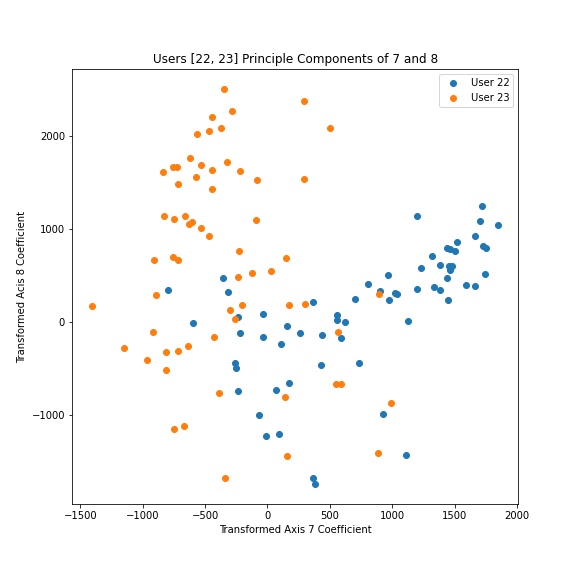 Users [22, 23] Principle Components of 7 and 8
User 22
User 23
Transformed Acis 8 Coefficient
2000
1000
0
−1000
−1500
−1000
−500
0
500
1000
1500
2000
Transformed Axis 7 Coefficient